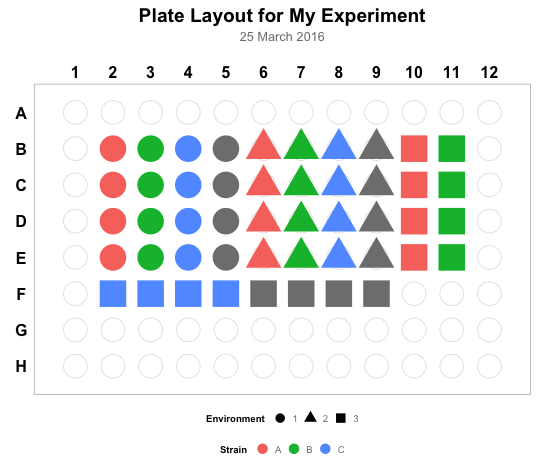 Plate Layout for My Experiment
25 March 2016
1 2 3 4 5 6 7 8 9 10 11 12
A
B
C
D
E
F
G
H
Environment 1 2 3
Strain A B C